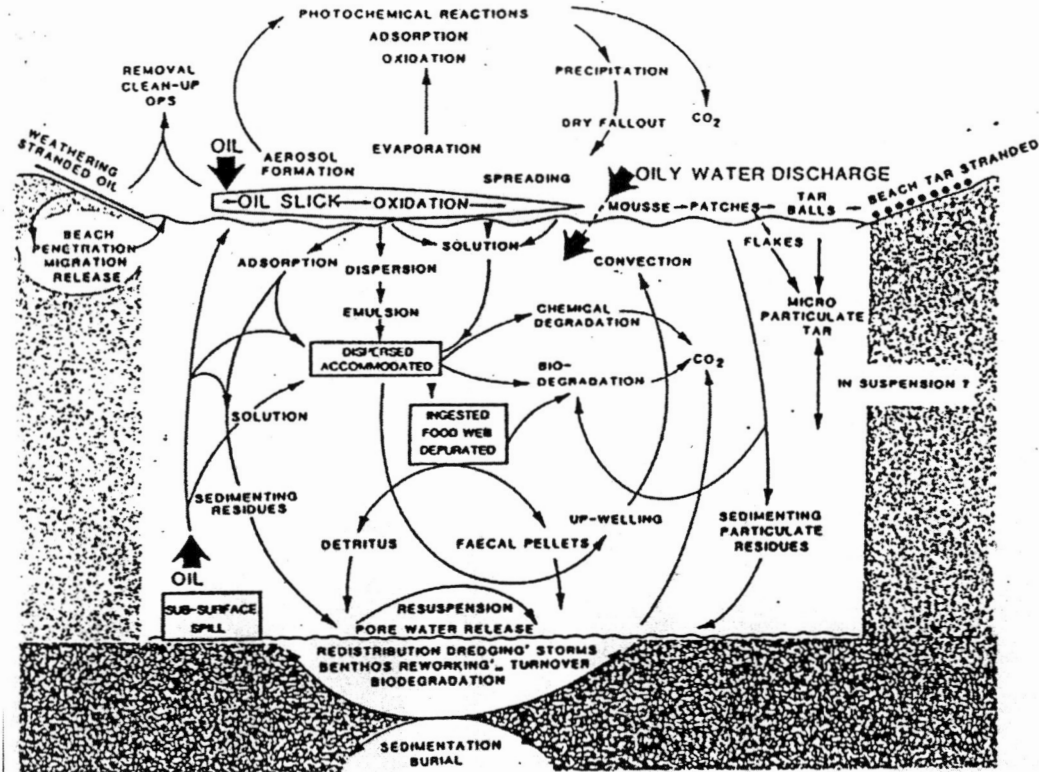 PHOTOCHEMICAL REACTIONS
ADSORPTION
OXIDATION
REMOVAL
CLEAN-UP
OPS
PRECIPITATION
CO2
DRY FALLOUT
WEATHERING
STRANDED OIL
OIL
AEROSOL
FORMATION
EVAPORATION
SPREADING
OILY WATER DISCHARGE
BEACH TAR STRANDED
OIL SLICK
OXIDATION
MOUSSE
PATCHES
TAR
BALLS
BEACH
PENETRATION
MIGRATION
RELEASE
ADSORPTION
DISPERSION
SOLUTION
CONVECTION
FLAKES
EMULSION
CHEMICAL
DEGRADATION
MICRO
PARTICULATE
TAR
DISPERSED
ACCOMMODATED
CO2
BIO-
DEGRADATION
IN SUSPENSION ?
SOLUTION
INGESTED
FOOD WEB
DEPURATED
SEDIMENTING
RESIDUES
UP-WELLING
SEDIMENTING
PARTICULATE
RESIDUES
DETRITUS
FAECAL PELLETS
OIL
SUB-SURFACE
SPILL
RESUSPENSION
PORE WATER RELEASE
REDISTRIBUTION DREDGING' STORMS
BENTHOS REWORKING'_ TURNOVER
BIODEGRADATION
SEDIMENTATION
BURIAL